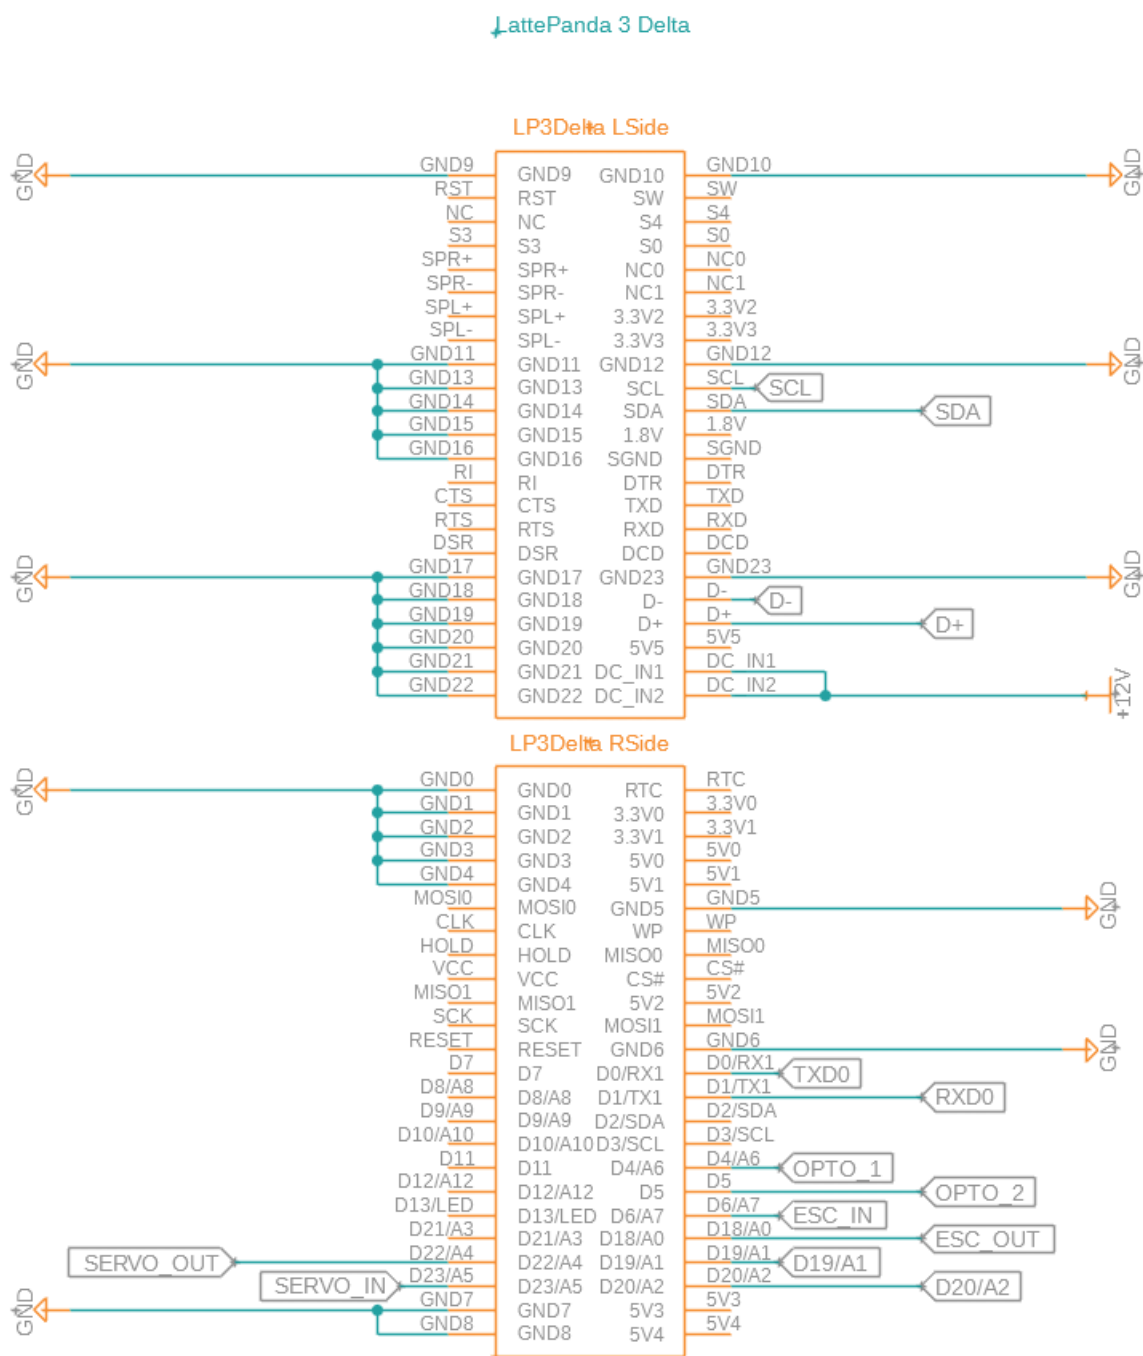 LattePanda 3 Delta
LP3Delta LSide
GND GND9 GND9 GND10 GND10 GND
RST RST SW SW
NC NC S4 S4
S3 S3 S0 S0
SPR+ SPR+ NC0 NC0
SPR- SPR- NC1 NC1
SPL+ SPL+ 3.3V2 3.3V2
SPL- SPL- 3.3V3 3.3V3
GND GND11 GND11 GND12 GND12 GND
GND13 GND13 SCL SCL SCL
GND14 GND14 SDA SDA SDA
GND15 GND15 1.8V 1.8V
GND16 GND16 SGND SGND
RI RI DTR DTR
CTS CTS TXD TXD
RTS RTS RXD RXD
DSR DSR DCD DCD
GND GND17 GND17 GND23 GND23 GND
GND18 GND18 D- D- D-
GND19 GND19 D+ D+ D+
GND20 GND20 5V5 5V5
GND21 GND21 DC_IN1 DC_IN1
GND22 GND22 DC_IN2 DC_IN2 +12V
LP3Delta RSide
GND GND0 GND0 RTC RTC
GND1 GND1 3.3V0 3.3V0
GND2 GND2 3.3V1 3.3V1
GND3 GND3 5V0 5V0
GND4 GND4 5V1 5V1
MOSI0 MOSI0 GND5 GND5 GND
CLK CLK WP WP
HOLD HOLD MISO0 MISO0
VCC VCC CS# CS#
MISO1 MISO1 5V2 5V2
SCK SCK MOSI1 MOSI1
RESET RESET GND6 GND6 GND
D7 D7 D0/RX1 D0/RX1 TXD0
D8/A8 D8/A8 D1/TX1 D1/TX1 RXD0
D9/A9 D9/A9 D2/SDA D2/SDA
D10/A10 D10/A10 D3/SCL D3/SCL
D11 D11 D4/A6 D4/A6 OPTO_1
D12/A12 D12/A12 D5 D5 OPTO_2
D13/LED D13/LED D6/A7 D6/A7 ESC_IN
D21/A3 D21/A3 D18/A0 D18/A0 ESC_OUT
SERVO_OUT D22/A4 D22/A4 D19/A1 D19/A1 D19/A1
SERVO_IN D23/A5 D23/A5 D20/A2 D20/A2 D20/A2
GND GND7 GND7 5V3 5V3
GND8 GND8 5V4 5V4